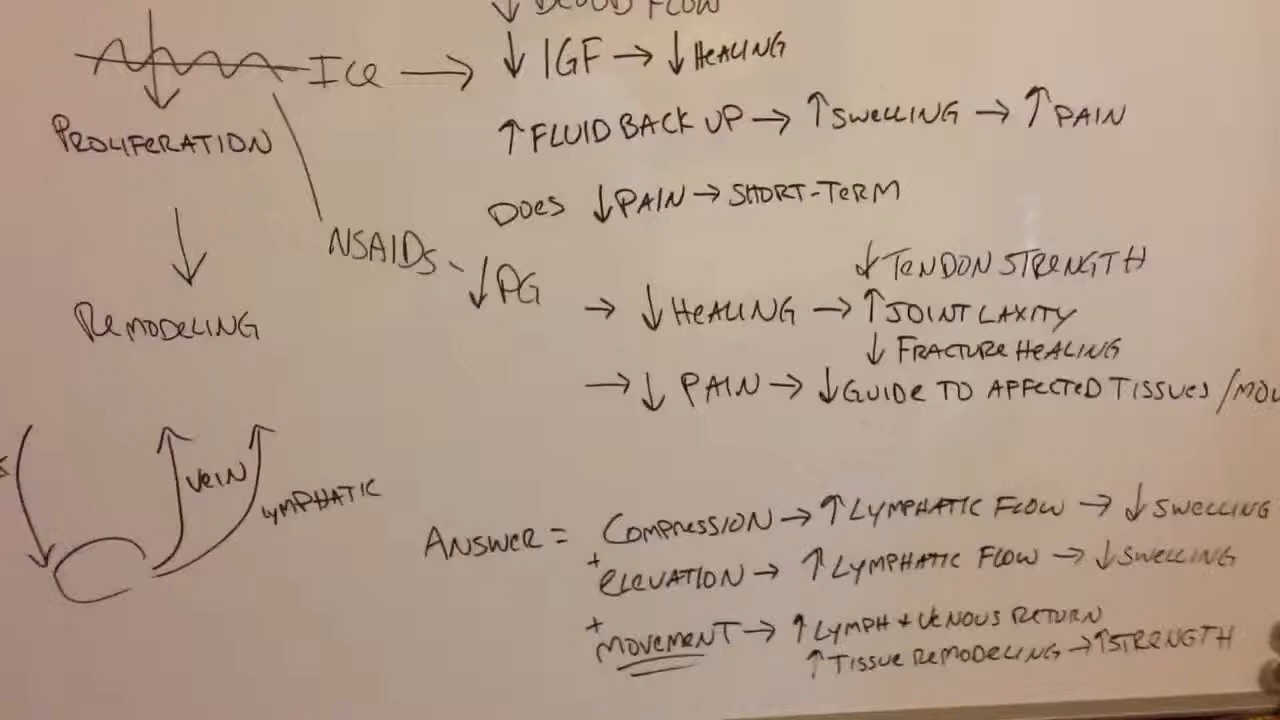 ↓ BLOOD FLOW
ICE → ↓ IGF → ↓ HEALING
PROLIFERATION
↑ FLUID BACK UP → ↑ SWELLING → ↑ PAIN
DOES ↓ PAIN → SHORT-TERM
NSAIDS - ↓ PG
REMODELING
↓ TENDON STRENGTH
→ ↓ HEALING → ↑ JOINT LAXITY
↓ FRACTURE HEALING
→ ↓ PAIN → ↓ GUIDE TO AFFECTED TISSUES /
VEIN
LYMPHATIC
ANSWER = COMPRESSION → ↑ LYMPHATIC FLOW → ↓ SWELLING
+ ELEVATION → ↑ LYMPHATIC FLOW → ↓ SWELLING
+ MOVEMENT → ↑ LYMPH + VENOUS RETURN
↑ TISSUE REMODELING → ↑ STRENGTH